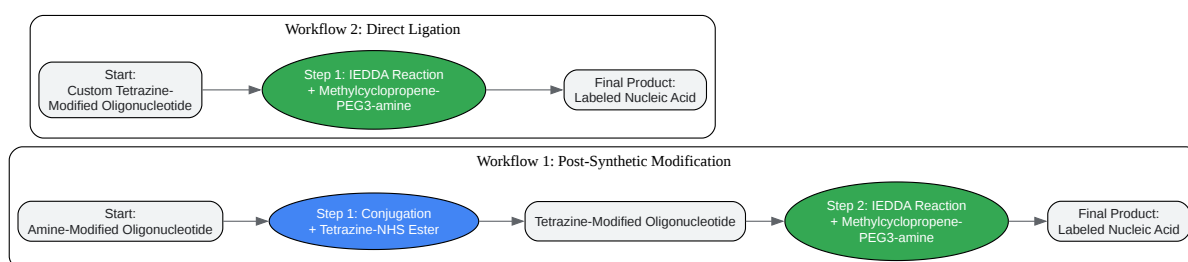 Workflow 2: Direct Ligation
Start:
Custom Tetrazine-
Modified Oligonucleotide
Step 1: IEDDA Reaction
+ Methylcyclopropene-
PEG3-amine
Final Product:
Labeled Nucleic Acid
Workflow 1: Post-Synthetic Modification
Start:
Amine-Modified Oligonucleotide
Step 1: Conjugation
+ Tetrazine-NHS Ester
Tetrazine-Modified Oligonucleotide
Step 2: IEDDA Reaction
+ Methylcyclopropene-
PEG3-amine
Final Product:
Labeled Nucleic Acid